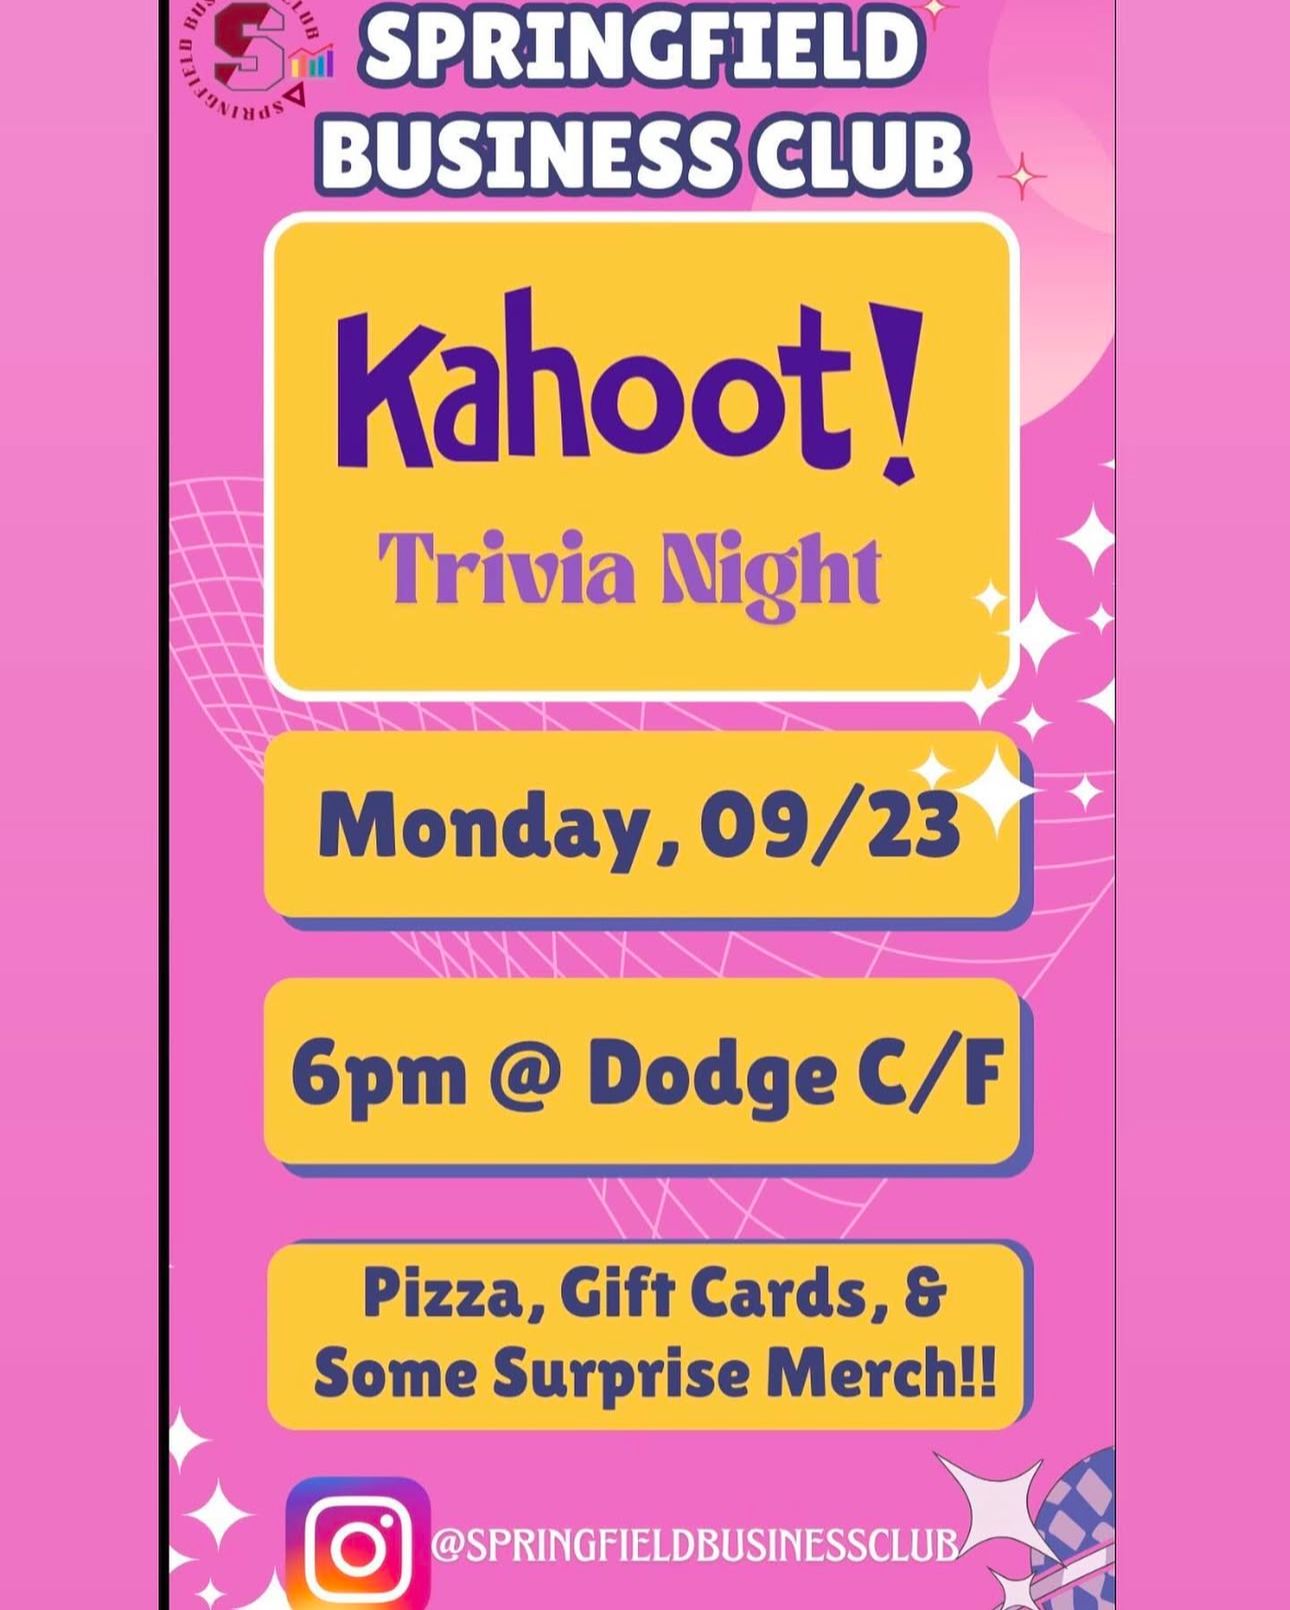 SPRINGFIELD
BUSINESS CLUB
Kahoot!
Trivia Night
Monday, 09/23
6pm @ Dodge C/F
Pizza, Gift Cards, &
Some Surprise Merch!!
@SPRINGFIELDBUSINESSCLUB